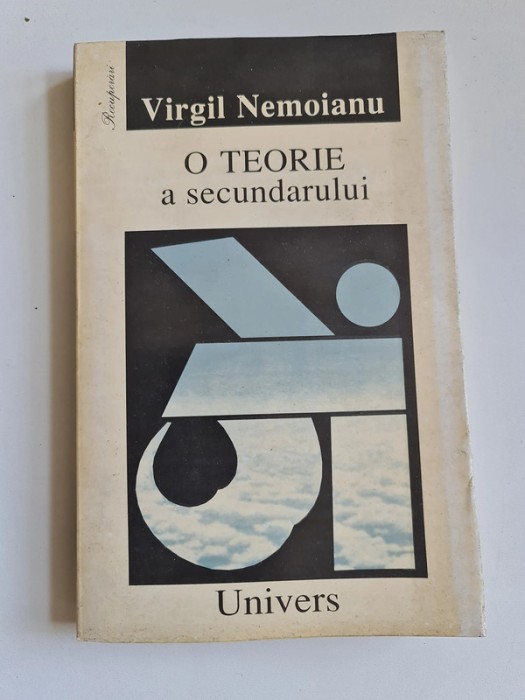 Recuperări
Virgil Nemoianu
O TEORIE
a secundarului
Univers